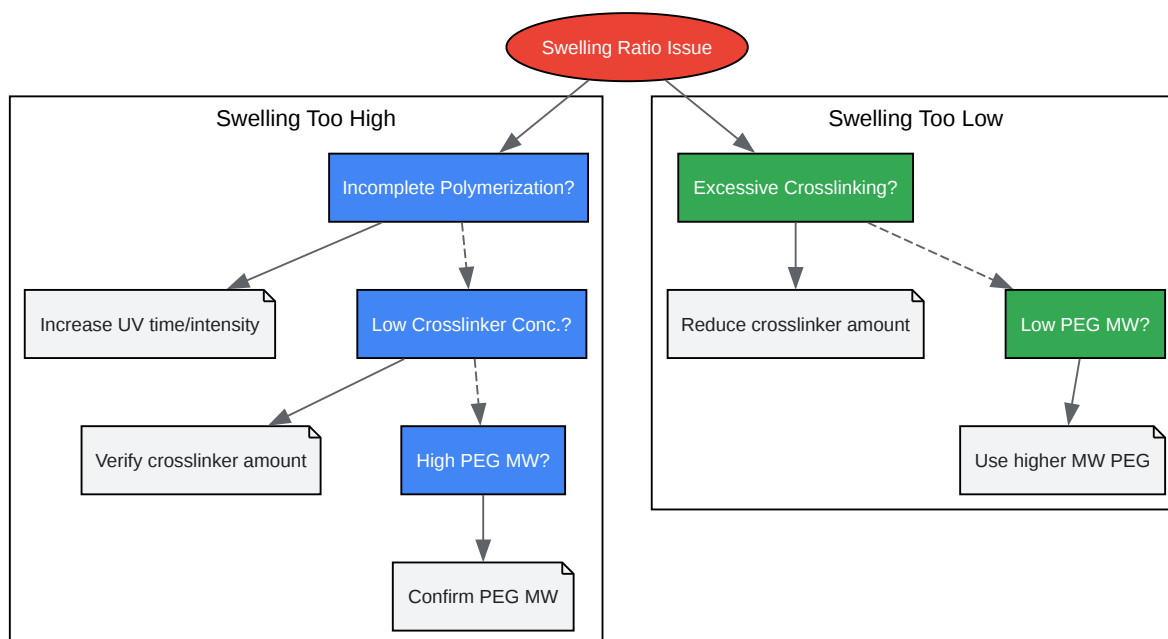 Swelling Ratio Issue
Swelling Too High
Swelling Too Low
Incomplete Polymerization?
Excessive Crosslinking?
Increase UV time/intensity
Low Crosslinker Conc.?
Reduce crosslinker amount
Low PEG MW?
Verify crosslinker amount
High PEG MW?
Use higher MW PEG
Confirm PEG MW